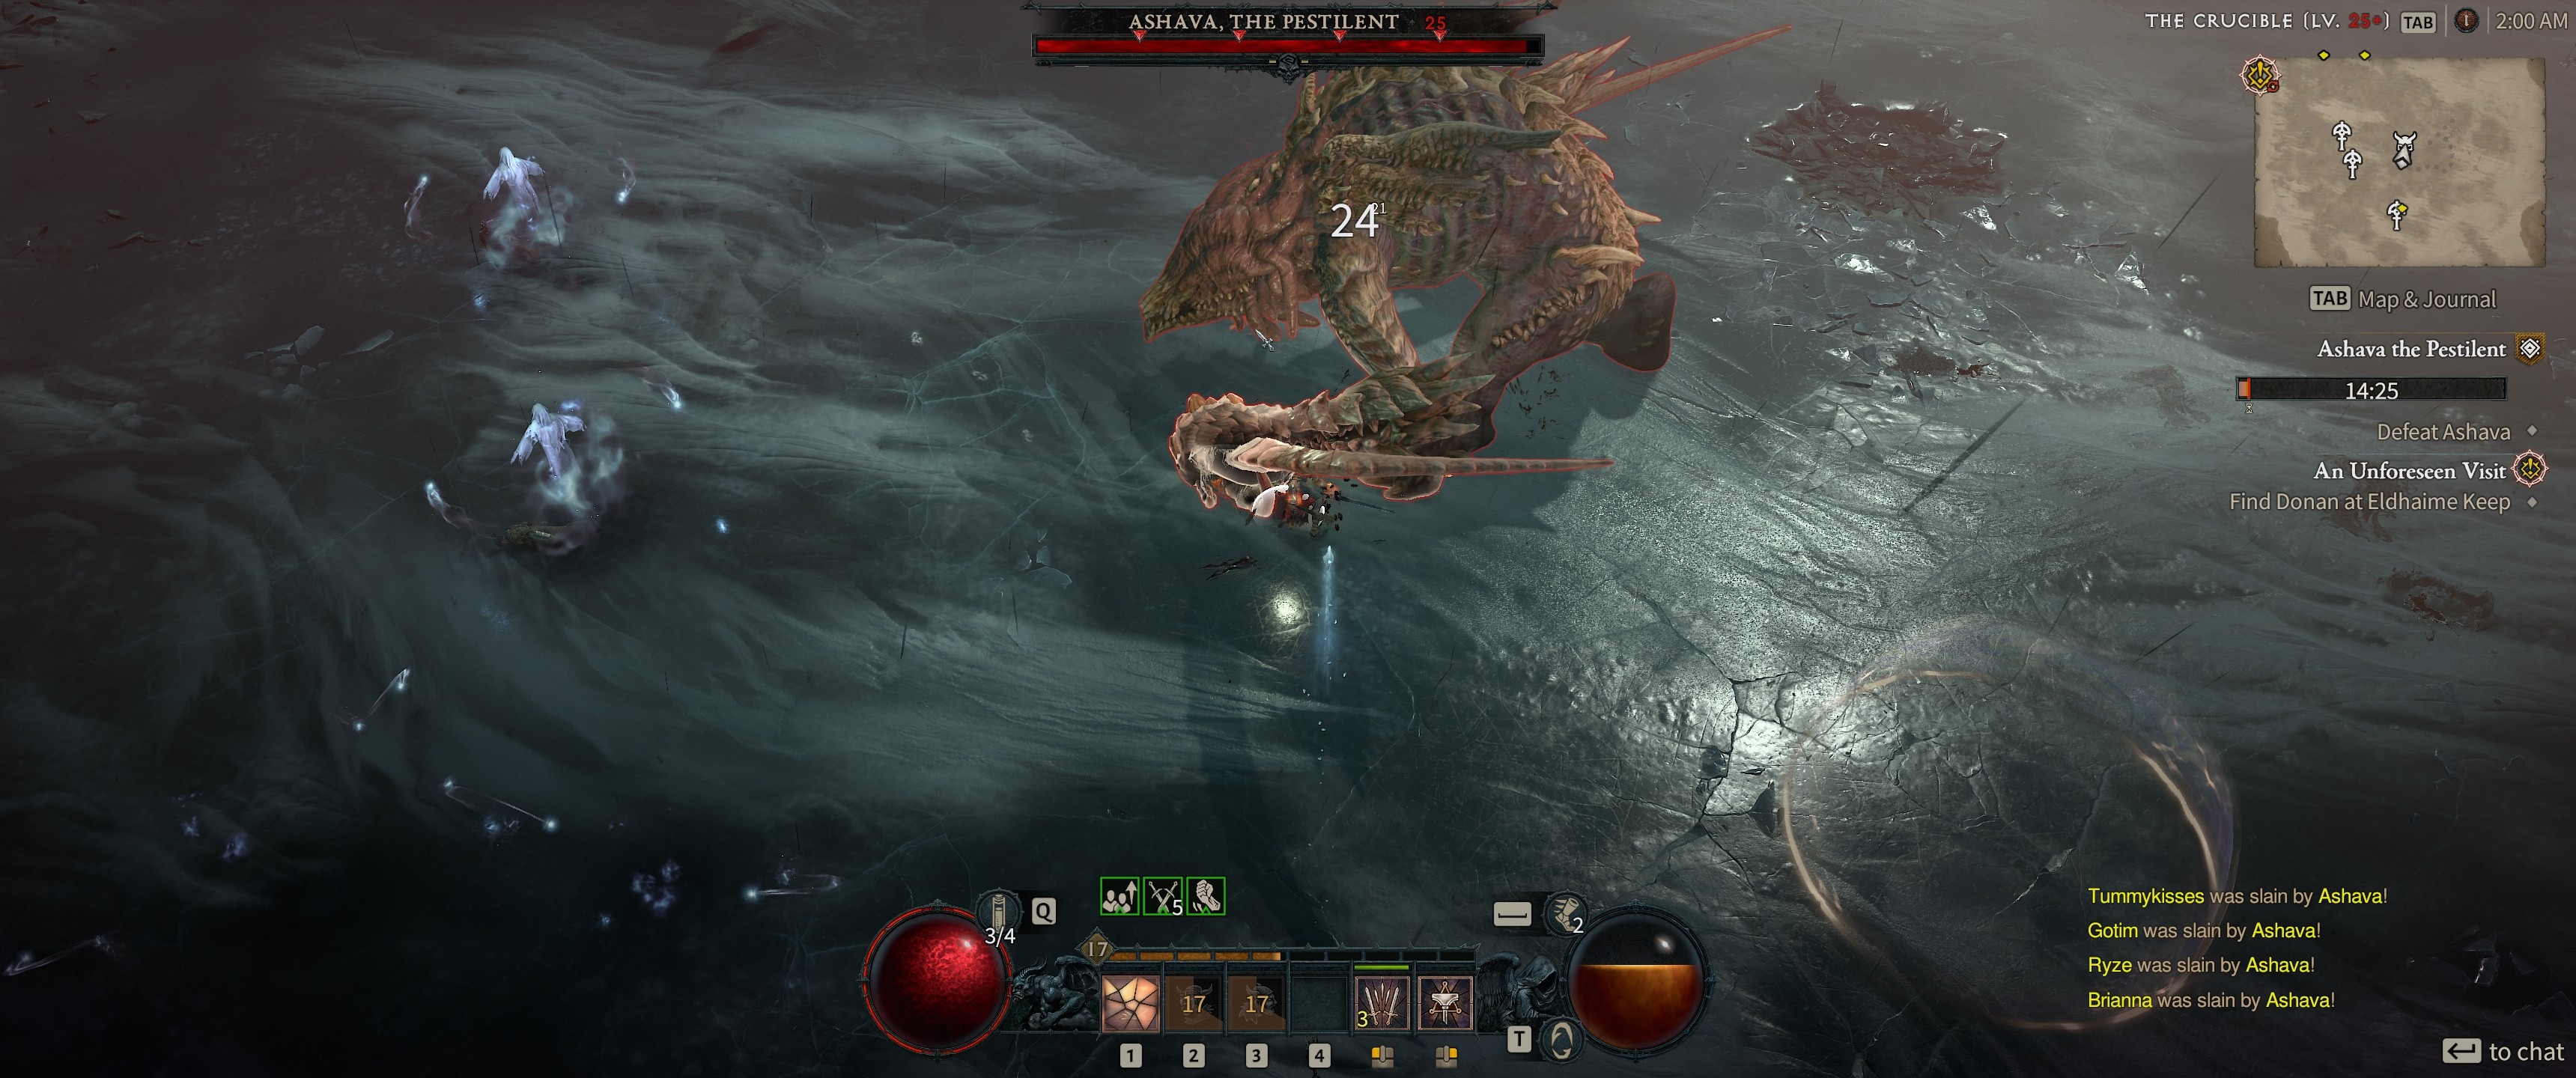 ASHAVA, THE PESTILENT 25
THE CRUCIBLE (LV. 25+) TAB 2:00 AM
24 21
TAB Map & Journal
Ashava the Pestilent
14:25
Defeat Ashava
An Unforeseen Visit
Find Donan at Eldhaime Keep
Tummykisses was slain by Ashava!
Gotim was slain by Ashava!
Ryze was slain by Ashava!
Brianna was slain by Ashava!
5
3/4 Q
2
17
17 17 3
T
1 2 3 4
to chat